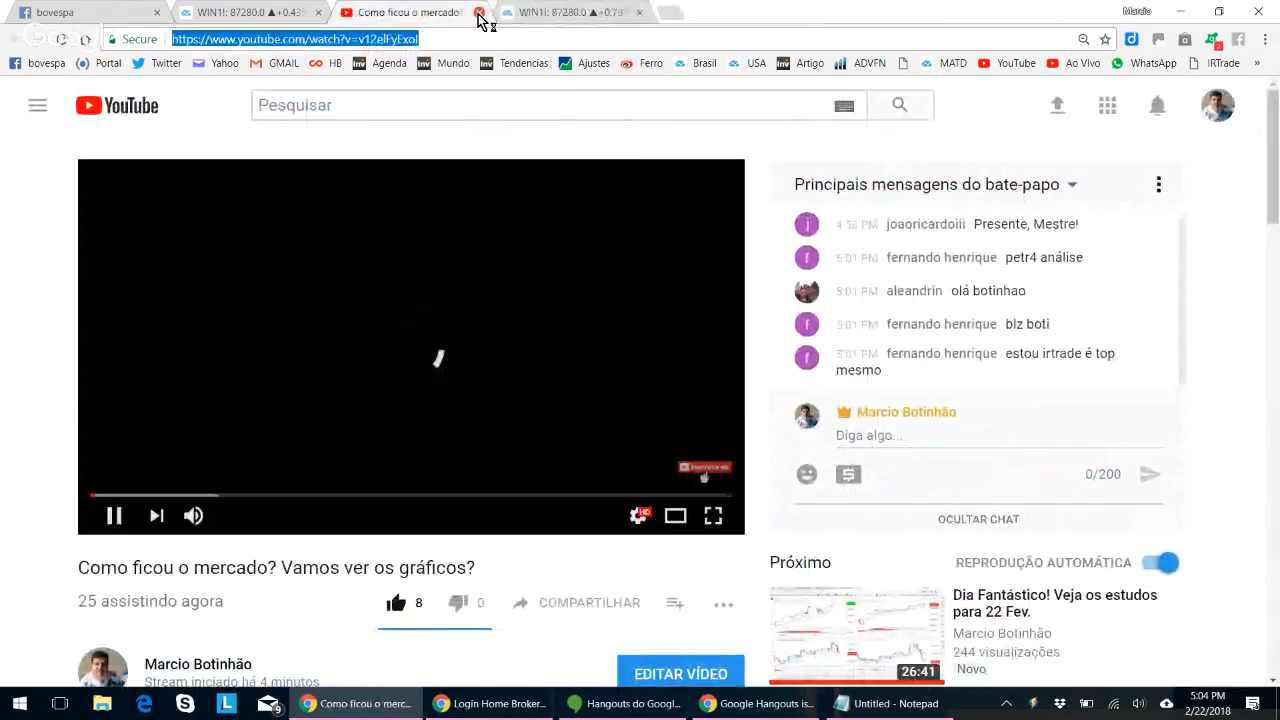 bovespa
WIN1!: 87280.0 ▲+0.43%
Como ficou o mercado?
WIN1!: 87280.0 ▲+0.75%
Marcio
Secure
https://www.youtube.com/watch?v=v12elFyExoI
bovespa
Portal
Twitter
Yahoo
GMAIL
HB
Agenda
Mundo
Tendencias
Ajustes
Ferro
Brasil
USA
Artigo
ADVFN
MATD
YouTube
Ao Vivo
WhatsApp
IRTrade
YouTube
Pesquisar
Principais mensagens do bate-papo
4:56 PM joaoricardoiii Presente, Mestre!
5:01 PM fernando henrique petr4 análise
5:01 PM aleandrin olá botinhao
5:01 PM fernando henrique blz boti
5:01 PM fernando henrique estou irtrade é top
mesmo
Marcio Botinhão
Diga algo...
0/200
OCULTAR CHAT
HD
Como ficou o mercado? Vamos ver os gráficos?
25 assistindo agora
8
0
COMPARTILHAR
Marcio Botinhão
Stream iniciado há 4 minutos
EDITAR VÍDEO
Próximo
REPRODUÇÃO AUTOMÁTICA
26:41
Dia Fantástico! Veja os estudos
para 22 Fev.
Marcio Botinhão
244 visualizações
Novo
Como ficou o merc...
Login Home Broker...
Hangouts do Googl...
Google Hangouts is...
Untitled - Notepad
5:04 PM
2/22/2018